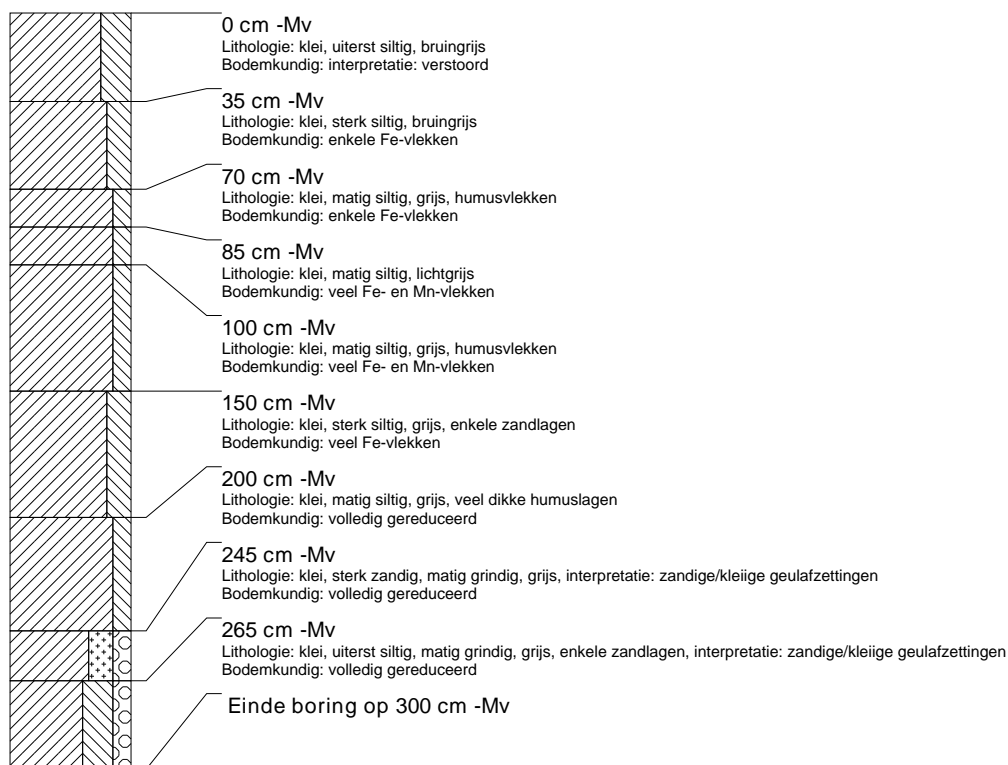 0 cm -Mv
Lithologie: klei, uiterst siltig, bruingrijs
Bodemkundig: interpretatie: verstoord
35 cm -Mv
Lithologie: klei, sterk siltig, bruingrijs
Bodemkundig: enkele Fe-vlekken
70 cm -Mv
Lithologie: klei, matig siltig, grijs, humusvlekken
Bodemkundig: enkele Fe-vlekken
85 cm -Mv
Lithologie: klei, matig siltig, lichtgrijs
Bodemkundig: veel Fe- en Mn-vlekken
100 cm -Mv
Lithologie: klei, matig siltig, grijs, humusvlekken
Bodemkundig: veel Fe- en Mn-vlekken
150 cm -Mv
Lithologie: klei, sterk siltig, grijs, enkele zandlagen
Bodemkundig: veel Fe-vlekken
200 cm -Mv
Lithologie: klei, matig siltig, grijs, veel dikke humuslagen
Bodemkundig: volledig gereduceerd
245 cm -Mv
Lithologie: klei, sterk zandig, matig grindig, grijs, interpretatie: zandige/kleiige geulafzettingen
Bodemkundig: volledig gereduceerd
265 cm -Mv
Lithologie: klei, uiterst siltig, matig grindig, grijs, enkele zandlagen, interpretatie: zandige/kleiige geulafzettingen
Bodemkundig: volledig gereduceerd
Einde boring op 300 cm -Mv